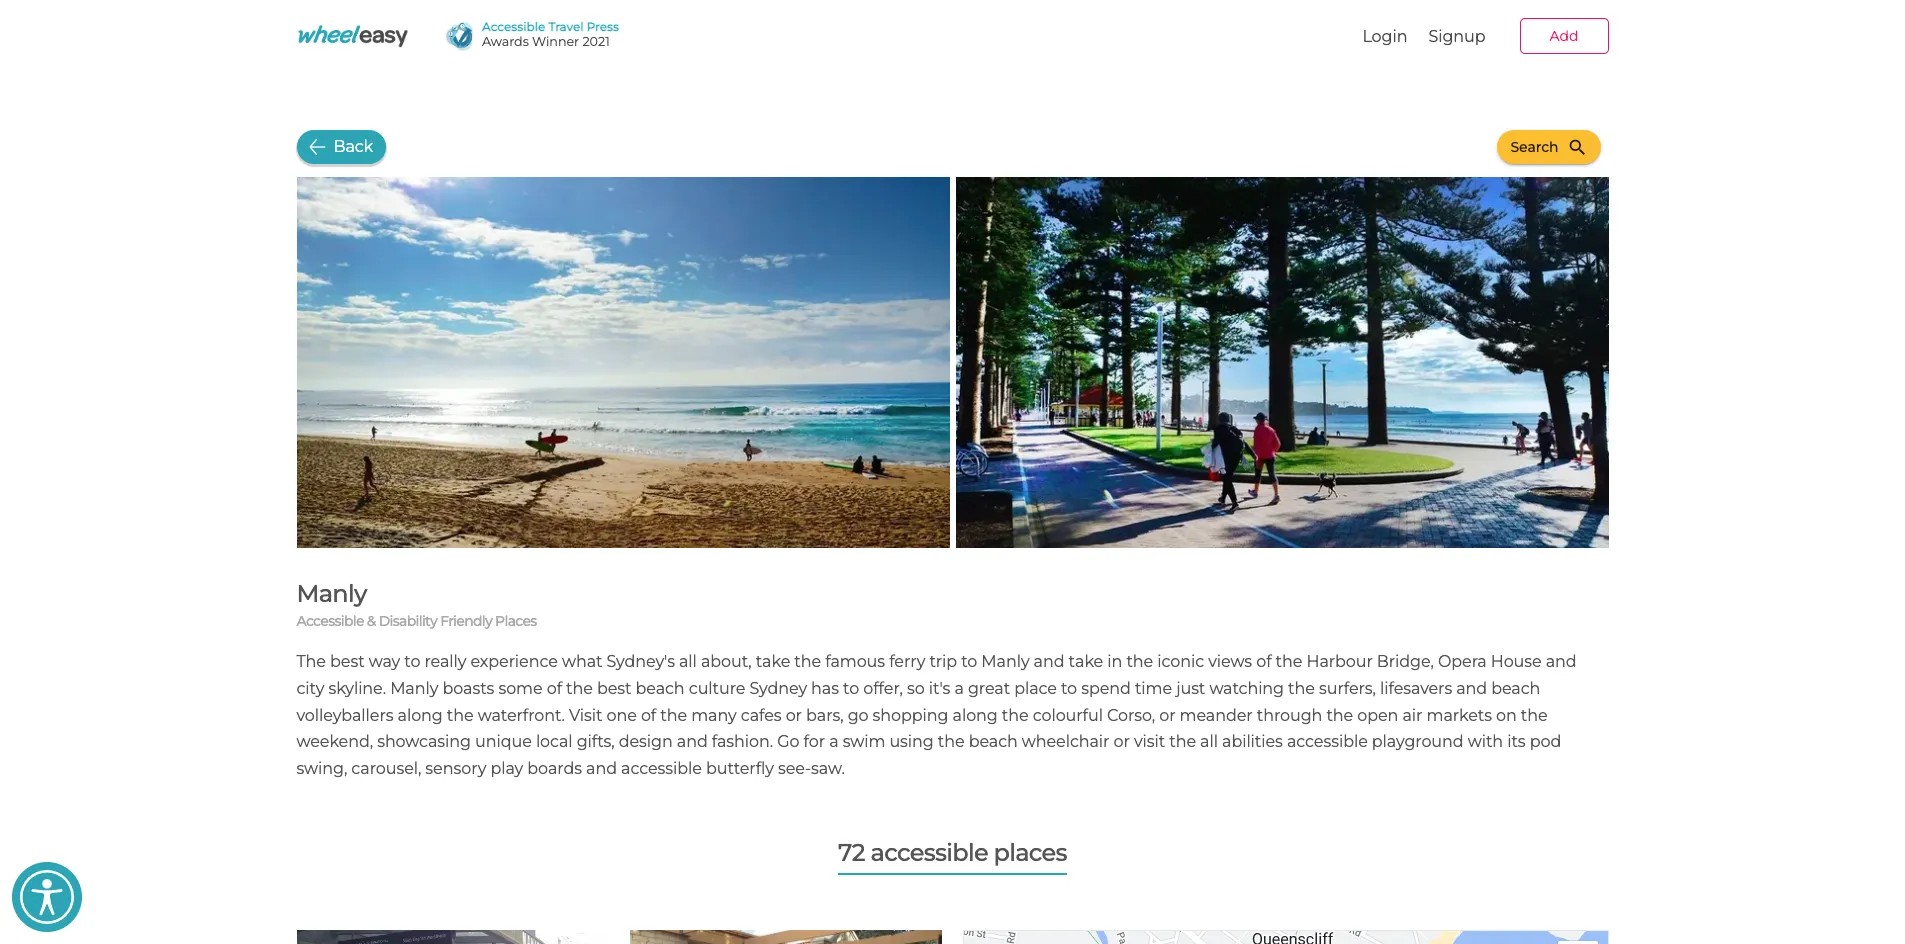 wheeleasy
Accessible Travel Press
Awards Winner 2021
Login
Signup
Add
Back
Search
Manly
Accessible & Disability Friendly Places
The best way to really experience what Sydney's all about, take the famous ferry trip to Manly and take in the iconic views of the Harbour Bridge, Opera House and
city skyline. Manly boasts some of the best beach culture Sydney has to offer, so it's a great place to spend time just watching the surfers, lifesavers and beach
volleyballers along the waterfront. Visit one of the many cafes or bars, go shopping along the colourful Corso, or meander through the open air markets on the
weekend, showcasing unique local gifts, design and fashion. Go for a swim using the beach wheelchair or visit the all abilities accessible playground with its pod
swing, carousel, sensory play boards and accessible butterfly see-saw.
72 accessible places
Queenscliff